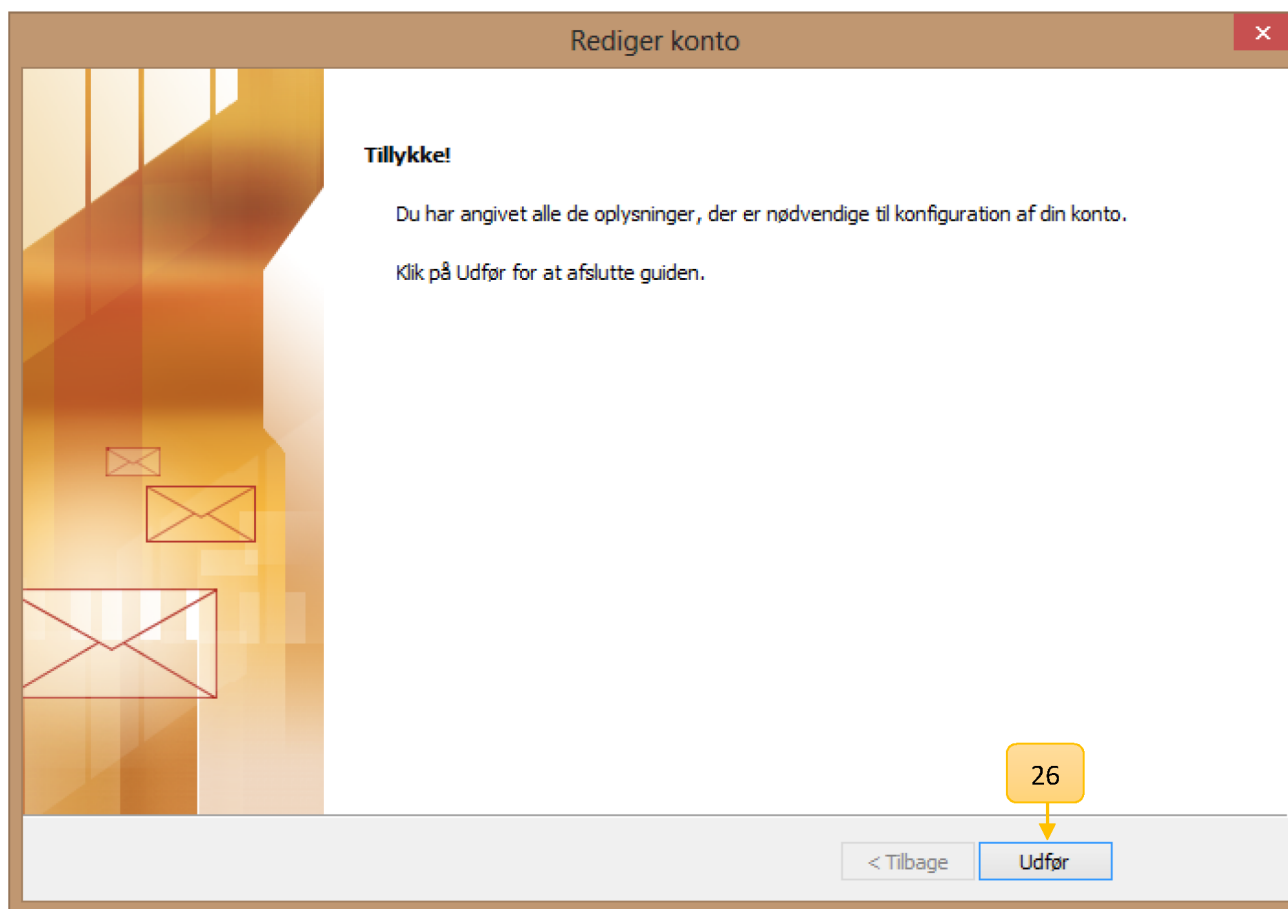 Rediger konto
Tillykke!
Du har angivet alle de oplysninger, der er nødvendige til konfiguration af din konto.
Klik på Udfør for at afslutte guiden.
26
< Tilbage
Udfør